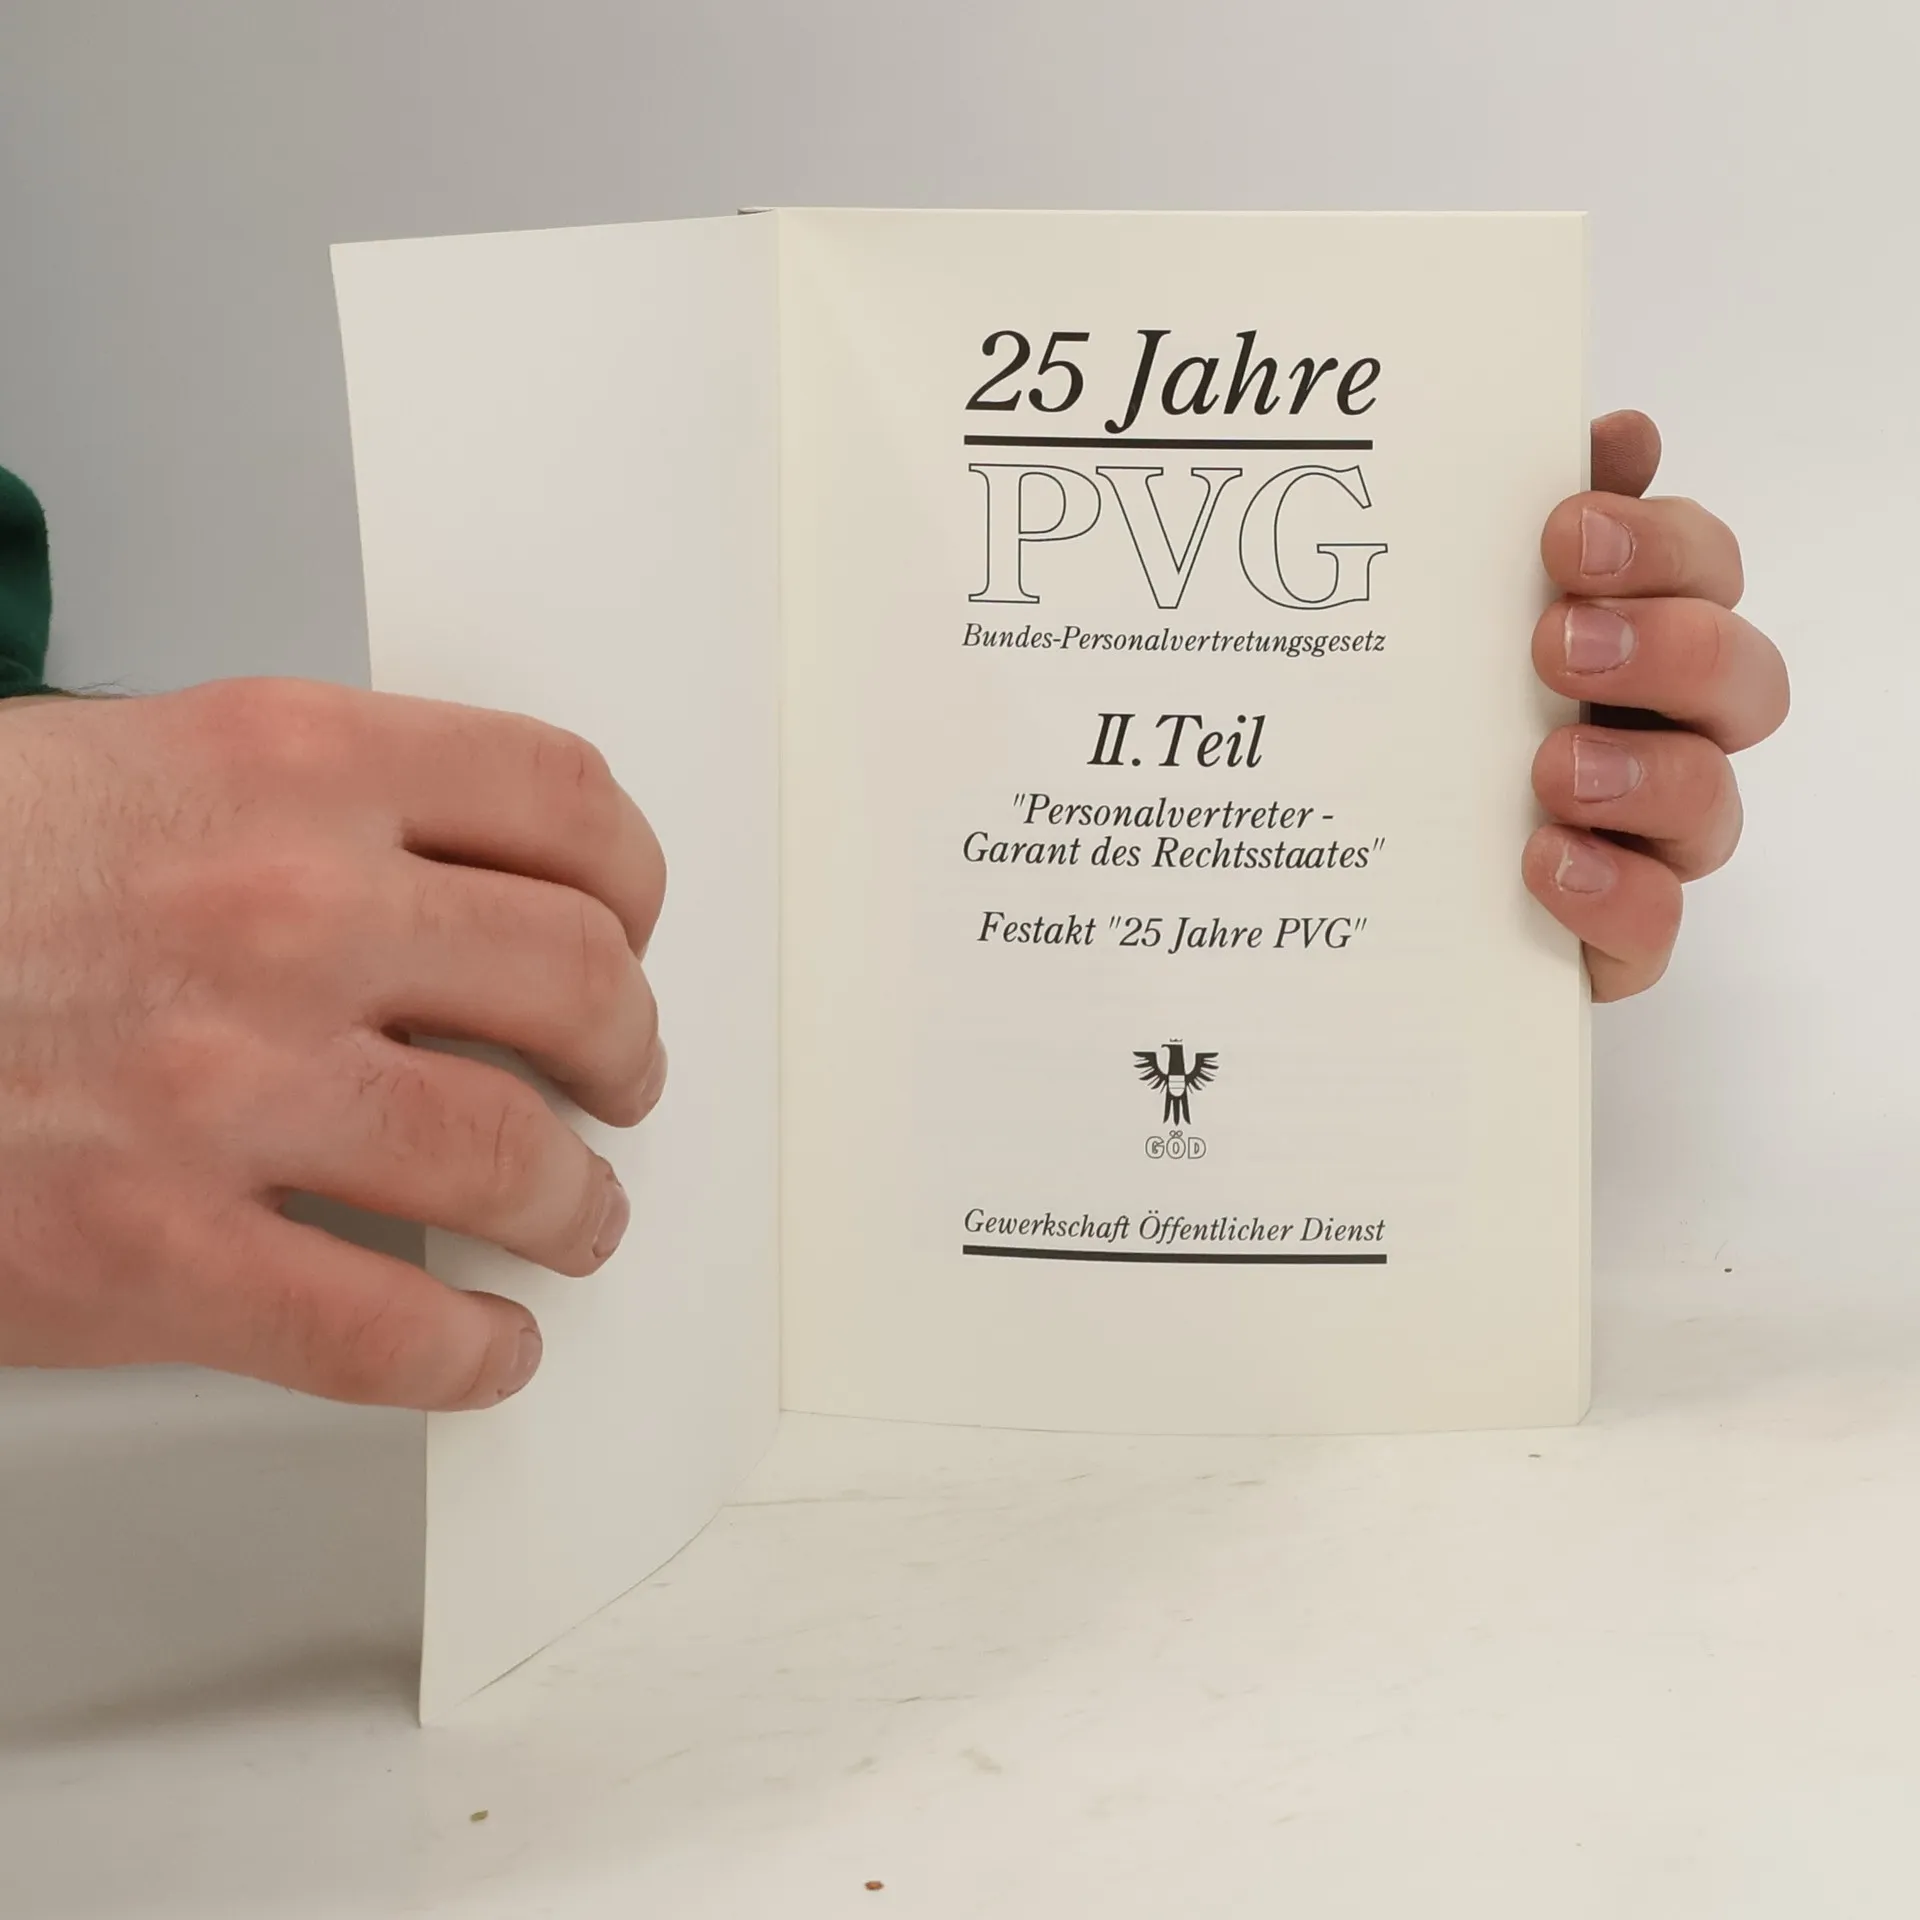 25 Jahre
PVG
Bundes-Personalvertretungsgesetz
II. Teil
"Personalvertreter -
Garant des Rechtsstaates"
Festakt "25 Jahre PVG"
GÖD
Gewerkschaft Öffentlicher Dienst